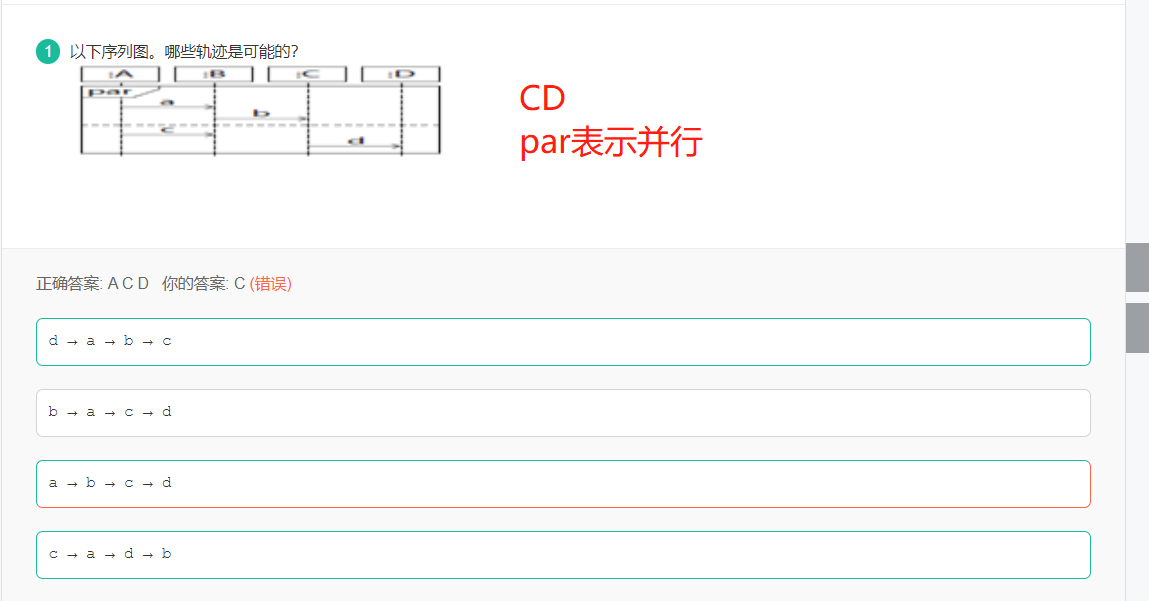 1 以下序列图。哪些轨迹是可能的?
:A :B :C :D
par
a
b
c
d
CD
par表示并行
正确答案: A C D 你的答案: C (错误)
d → a → b → c
b → a → c → d
a → b → c → d
c → a → d → b